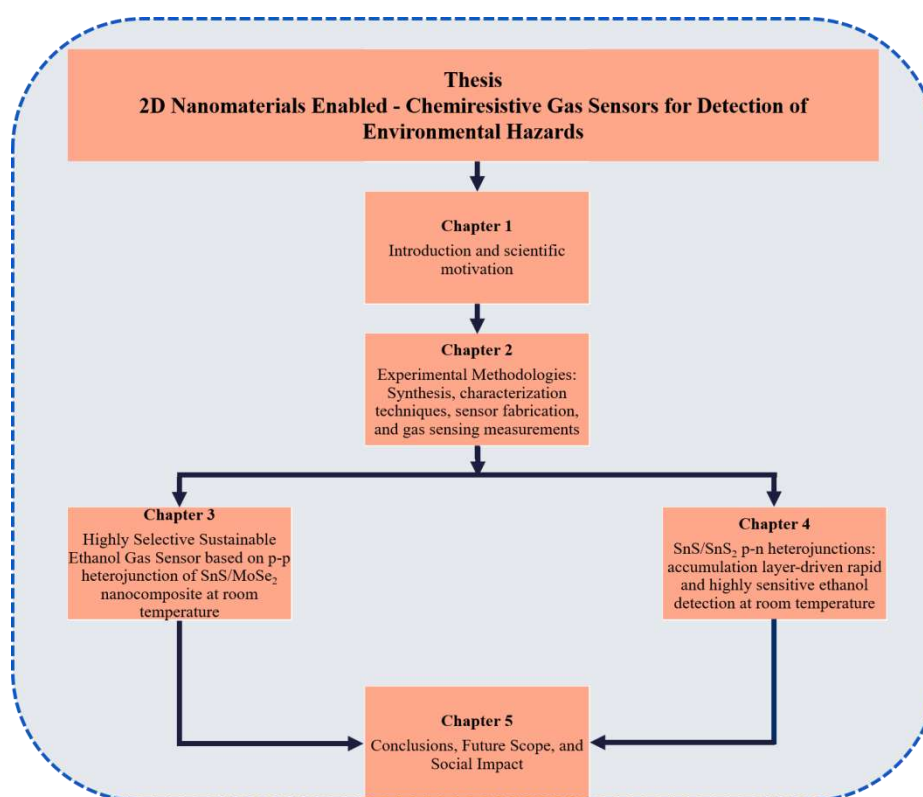 Thesis
2D Nanomaterials Enabled - Chemiresistive Gas Sensors for Detection of
Environmental Hazards
Chapter 1
Introduction and scientific
motivation
Chapter 2
Experimental Methodologies:
Synthesis, characterization
techniques, sensor fabrication,
and gas sensing measurements
Chapter 3
Highly Selective Sustainable
Ethanol Gas Sensor based on p-p
heterojunction of SnS/MoSe₂
nanocomposite at room
temperature
Chapter 4
SnS/SnS₂ p-n heterojunctions:
accumulation layer-driven rapid
and highly sensitive ethanol
detection at room temperature
Chapter 5
Conclusions, Future Scope, and
Social Impact